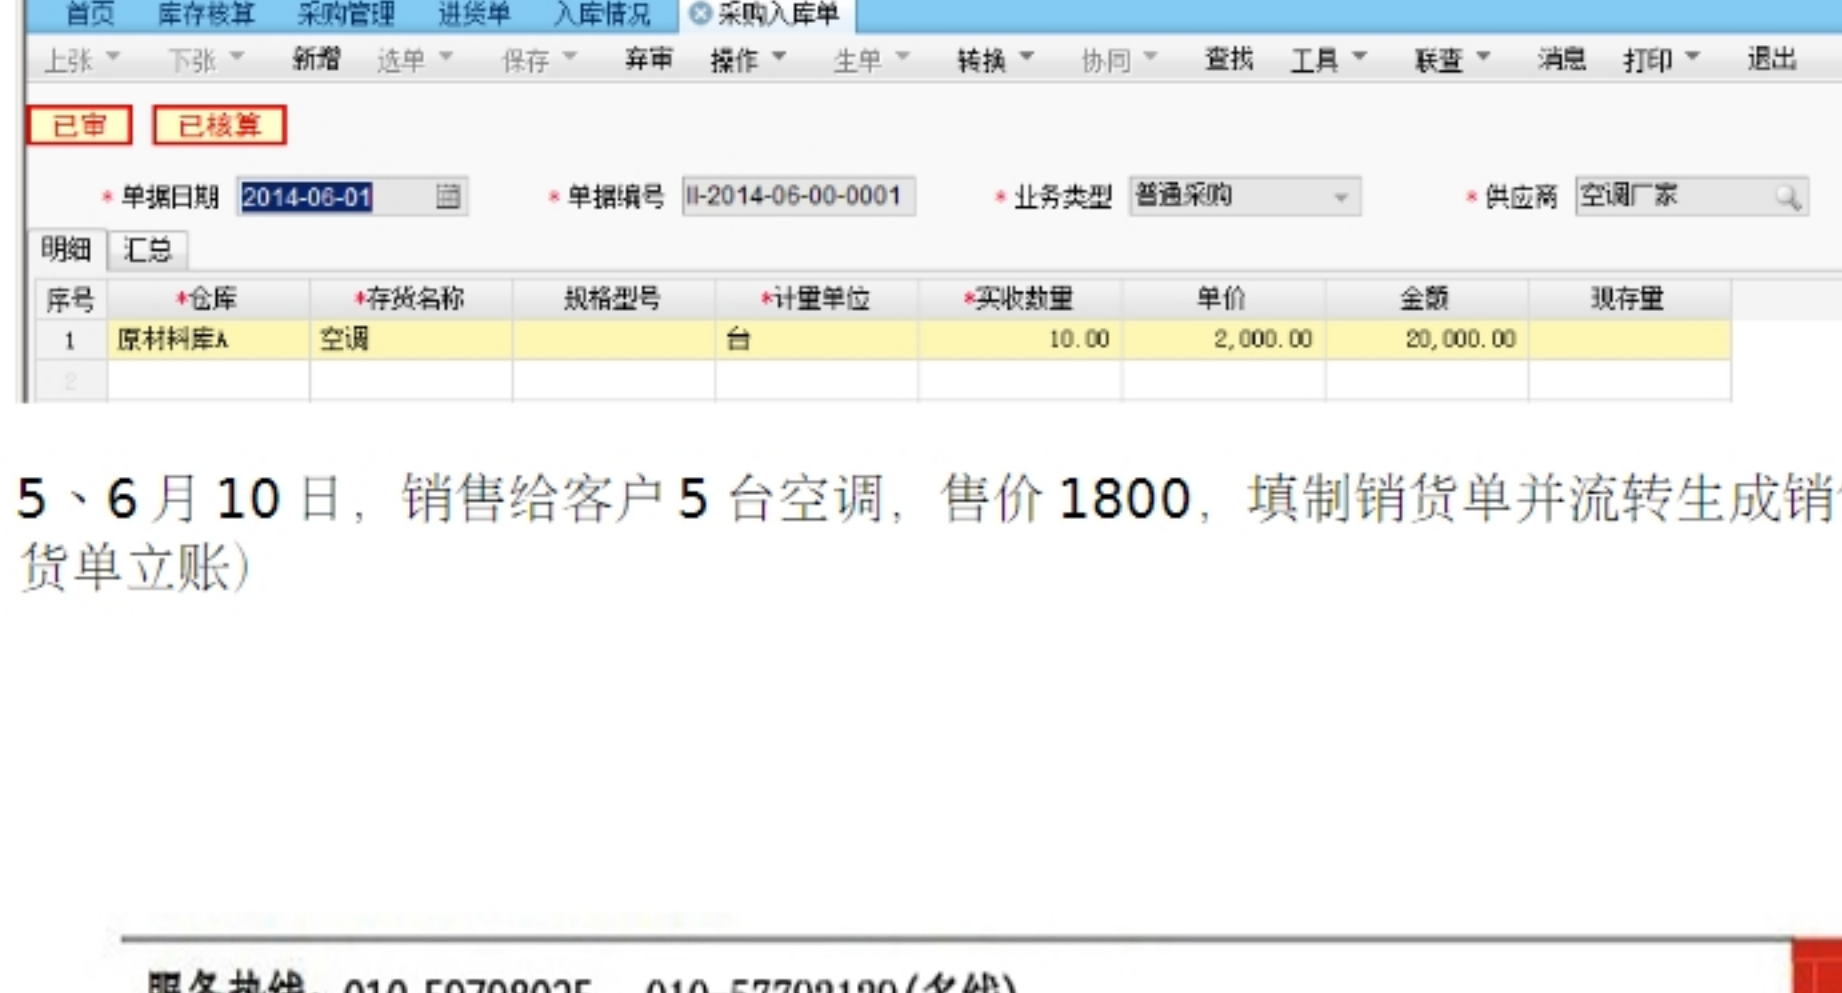 首页 库存核算 采购管理 进货单 入库情况 采购入库单
上张 下张 新增 选单 保存 弃审 操作 生单 转换 协同 查找 工具 联查 消息 打印 退出
已审 已核算
* 单据日期 2014-06-01 * 单据编号 II-2014-06-00-0001 * 业务类型 普通采购 * 供应商 空调厂家
明细 汇总
序号 *仓库 *存货名称 规格型号 *计量单位 *实收数量 单价 金额 现存量
1 原材料库A 空调 台 10.00 2,000.00 20,000.00
2
5、6月10日，销售给客户5台空调，售价1800，填制销货单并流转生成销
货单立账）
服务热线：010-59798025